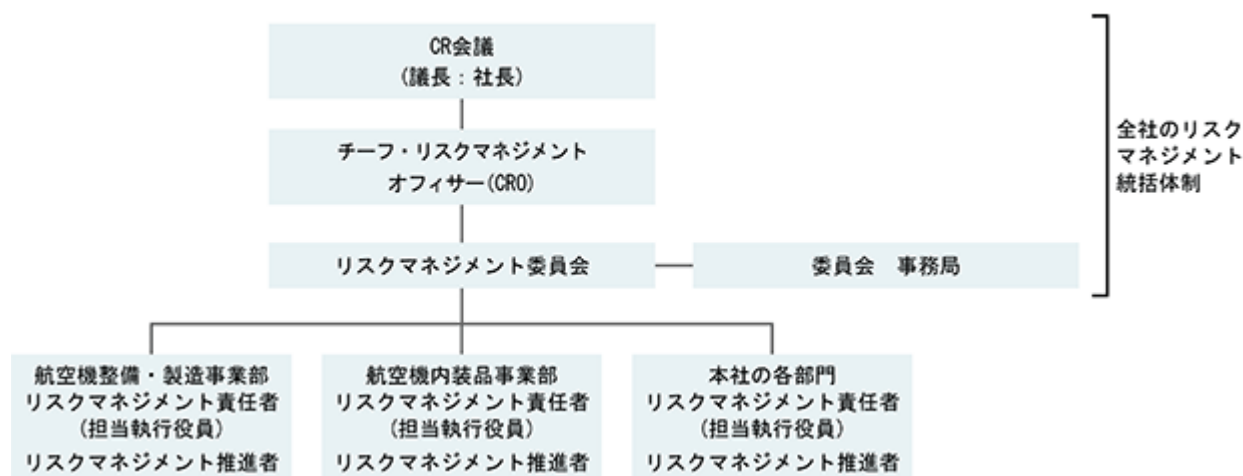 CR会議
(議長：社長)
チーフ・リスクマネジメント
オフィサー(CRO)
リスクマネジメント委員会
委員会　事務局
全社のリスク
マネジメント
統括体制
航空機整備・製造事業部
リスクマネジメント責任者
(担当執行役員)
リスクマネジメント推進者
航空機内装品事業部
リスクマネジメント責任者
(担当執行役員)
リスクマネジメント推進者
本社の各部門
リスクマネジメント責任者
(担当執行役員)
リスクマネジメント推進者